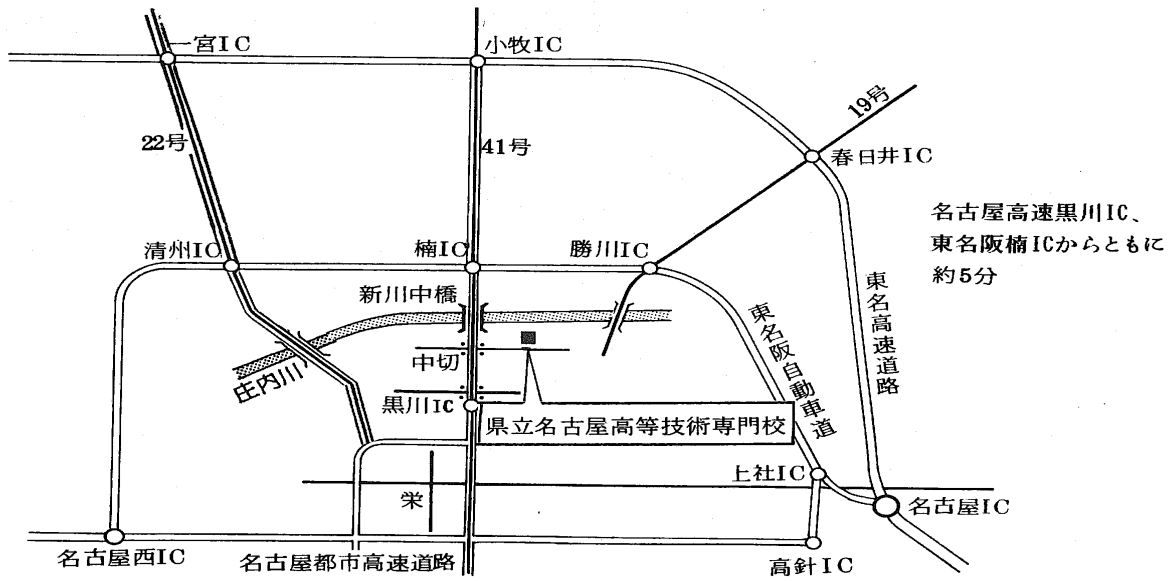 一宮IC
小牧IC
19号
22号
41号
春日井IC
名古屋高速黒川IC、
東名阪楠ICからともに
約5分
清州IC
楠IC
勝川IC
新川中橋
東名阪自動車道
東名高速道路
中切
庄内川
黒川IC
県立名古屋高等技術専門校
上社IC
栄
名古屋IC
名古屋西IC
名古屋都市高速道路
高針IC